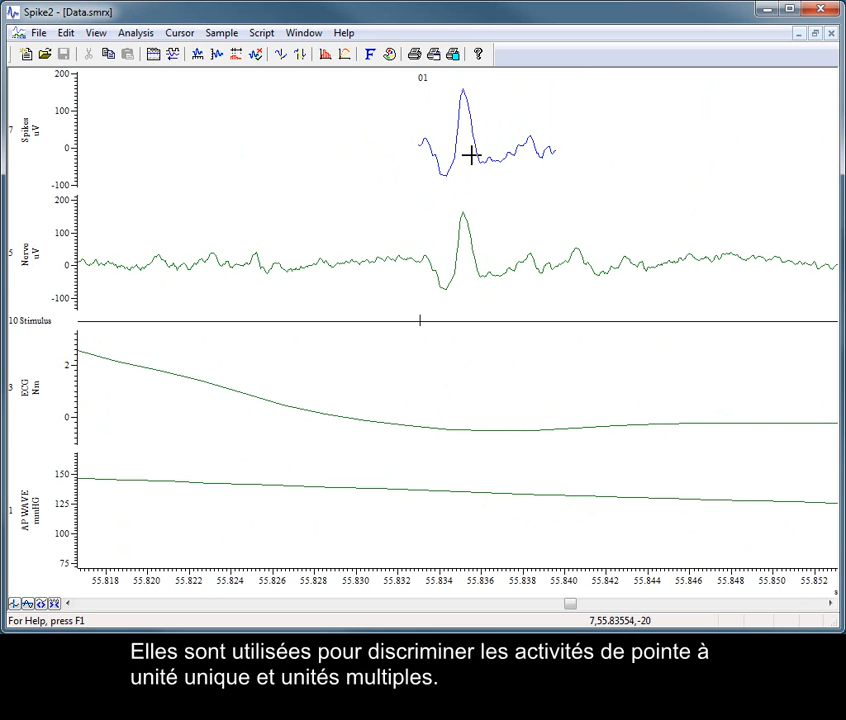 Spike2 - [Data.smrx]
File Edit View Analysis Cursor Sample Script Window Help
F
01
200
100
0
-100
7
Spikes
uV
200
100
0
-100
5
Nerve
uV
10 Stimulus
2
0
3
ECG
Nm
150
125
100
75
1
AP WAVE
mmHG
55.818 55.820 55.822 55.824 55.826 55.828 55.830 55.832 55.834 55.836 55.838 55.840 55.842 55.844 55.846 55.848 55.850 55.852
s
For Help, press F1
7,55.83554,-20
Elles sont utilisées pour discriminer les activités de pointe à
unité unique et unités multiples.